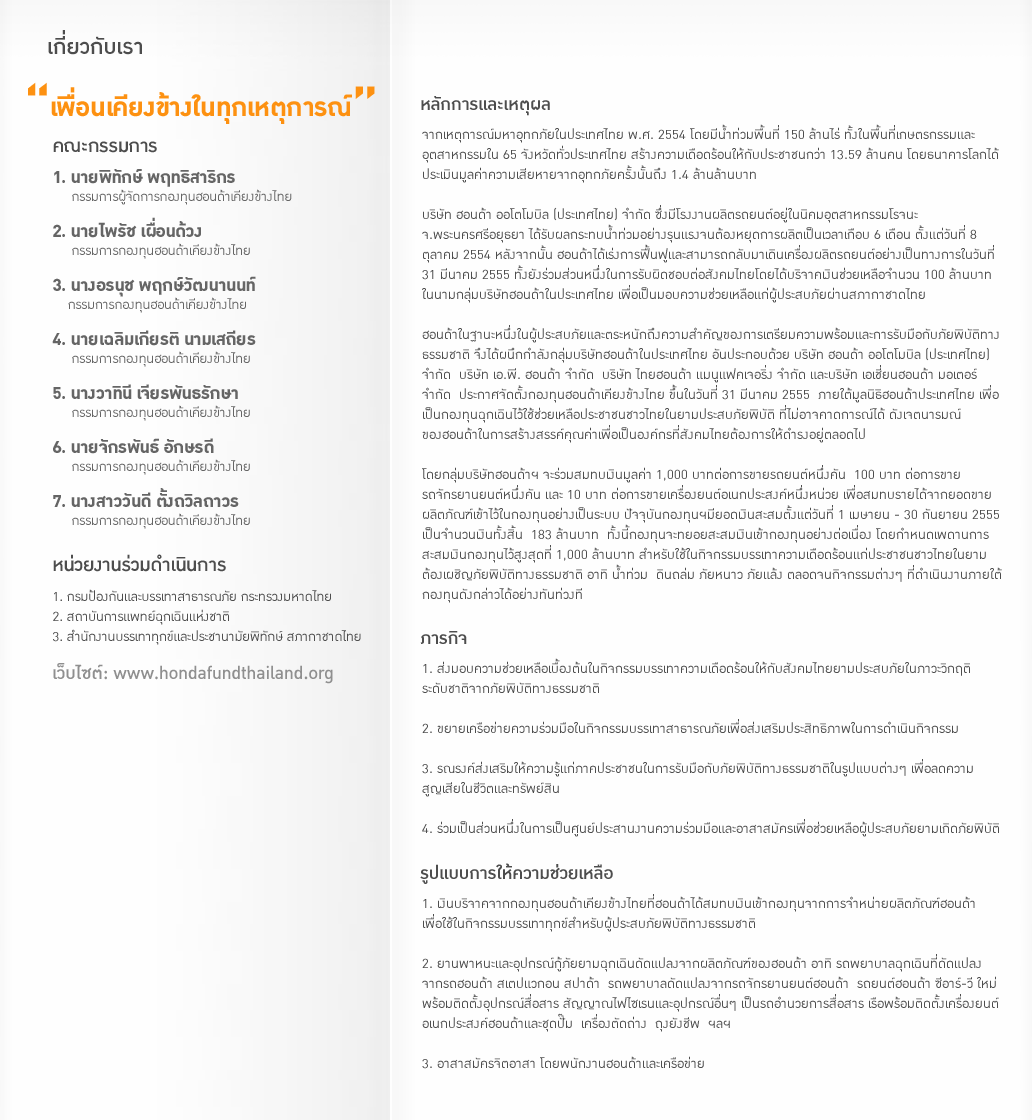 เกี่ยวกับเรา
“เพื่อนเคียงข้างในทุกเหตุการณ์”
คณะกรรมการ
1. นายพิทักษ์ พฤทธิสาริกร
กรรมการผู้จัดการกองทุนฮอนด้าเคียงข้างไทย
2. นายไพรัช เผื่อนด้วง
กรรมการกองทุนฮอนด้าเคียงข้างไทย
3. นางอรนุช พฤกษ์วัฒนานนท์
กรรมการกองทุนฮอนด้าเคียงข้างไทย
4. นายเฉลิมเกียรติ นามเสถียร
กรรมการกองทุนฮอนด้าเคียงข้างไทย
5. นางวาทินี เจียรพันธรักษา
กรรมการกองทุนฮอนด้าเคียงข้างไทย
6. นายจักรพันธ์ อักษรดี
กรรมการกองทุนฮอนด้าเคียงข้างไทย
7. นางสาววันดี ตั้งถวิลถาวร
กรรมการกองทุนฮอนด้าเคียงข้างไทย
หน่วยงานร่วมดำเนินการ
1. กรมป้องกันและบรรเทาสาธารณภัย กระทรวงมหาดไทย
2. สถาบันการแพทย์ฉุกเฉินแห่งชาติ
3. สำนักงานบรรเทาทุกข์และประชานามัยพิทักษ์ สภากาชาดไทย
เว็บไซต์: www.hondafundthailand.org
หลักการและเหตุผล
จากเหตุการณ์มหาอุทกภัยในประเทศไทย พ.ศ. 2554 โดยมีน้ำท่วมพื้นที่ 150 ล้านไร่ ทั้งในพื้นที่เกษตรกรรมและ
อุตสาหกรรมใน 65 จังหวัดทั่วประเทศไทย สร้างความเดือดร้อนให้กับประชาชนกว่า 13.59 ล้านคน โดยธนาคารโลกได้
ประเมินมูลค่าความเสียหายจากอุทกภัยครั้งนั้นถึง 1.4 ล้านล้านบาท
บริษัท ฮอนด้า ออโตโมบิล (ประเทศไทย) จำกัด ซึ่งมีโรงงานผลิตรถยนต์อยู่ในนิคมอุตสาหกรรมโรจนะ
จ.พระนครศรีอยุธยา ได้รับผลกระทบน้ำท่วมอย่างรุนแรงจนต้องหยุดการผลิตเป็นเวลาเกือบ 6 เดือน ตั้งแต่วันที่ 8
ตุลาคม 2554 หลังจากนั้น ฮอนด้าได้เร่งการฟื้นฟูและสามารถกลับมาเดินเครื่องผลิตรถยนต์อย่างเป็นทางการในวันที่
31 มีนาคม 2555 ทั้งยังร่วมส่วนหนึ่งในการรับผิดชอบต่อสังคมไทยโดยได้บริจาคเงินช่วยเหลือจำนวน 100 ล้านบาท
ในนามกลุ่มบริษัทฮอนด้าในประเทศไทย เพื่อเป็นมอบความช่วยเหลือแก่ผู้ประสบภัยผ่านสภากาชาดไทย
ฮอนด้าในฐานะหนึ่งในผู้ประสบภัยและตระหนักถึงความสำคัญของการเตรียมความพร้อมและการรับมือกับภัยพิบัติทาง
ธรรมชาติ จึงได้ผนึกกำลังกลุ่มบริษัทฮอนด้าในประเทศไทย อันประกอบด้วย บริษัท ฮอนด้า ออโตโมบิล (ประเทศไทย)
จำกัด บริษัท เอ.พี. ฮอนด้า จำกัด บริษัท ไทยฮอนด้า แมนูแฟคเจอริ่ง จำกัด และบริษัท เอเชี่ยนฮอนด้า มอเตอร์
จำกัด ประกาศจัดตั้งกองทุนฮอนด้าเคียงข้างไทย ขึ้นในวันที่ 31 มีนาคม 2555 ภายใต้มูลนิธิฮอนด้าประเทศไทย เพื่อ
เป็นกองทุนฉุกเฉินไว้ใช้ช่วยเหลือประชาชนชาวไทยในยามประสบภัยพิบัติ ที่ไม่อาจคาดการณ์ได้ ดังเจตนารมณ์
ของฮอนด้าในการสร้างสรรค์คุณค่าเพื่อเป็นองค์กรที่สังคมไทยต้องการให้ดำรงอยู่ตลอดไป
โดยกลุ่มบริษัทฮอนด้าฯ จะร่วมสมทบเงินมูลค่า 1,000 บาทต่อการขายรถยนต์หนึ่งคัน 100 บาท ต่อการขาย
รถจักรยานยนต์หนึ่งคัน และ 10 บาท ต่อการขายเครื่องยนต์อเนกประสงค์หนึ่งหน่วย เพื่อสมทบรายได้จากยอดขาย
ผลิตภัณฑ์เข้าไว้ในกองทุนอย่างเป็นระบบ ปัจจุบันกองทุนฯมียอดเงินสะสมตั้งแต่วันที่ 1 เมษายน - 30 กันยายน 2555
เป็นจำนวนเงินทั้งสิ้น 183 ล้านบาท ทั้งนี้กองทุนจะทยอยสะสมเงินเข้ากองทุนอย่างต่อเนื่อง โดยกำหนดเพดานการ
สะสมเงินกองทุนไว้สูงสุดที่ 1,000 ล้านบาท สำหรับใช้ในกิจกรรมบรรเทาความเดือดร้อนแก่ประชาชนชาวไทยในยาม
ต้องเผชิญภัยพิบัติทางธรรมชาติ อาทิ น้ำท่วม ดินถล่ม ภัยหนาว ภัยแล้ง ตลอดจนกิจกรรมต่างๆ ที่ดำเนินงานภายใต้
กองทุนดังกล่าวได้อย่างทันท่วงที
ภารกิจ
1. ส่งมอบความช่วยเหลือเบื้องต้นในกิจกรรมบรรเทาความเดือดร้อนให้กับสังคมไทยยามประสบภัยในภาวะวิกฤติ
ระดับชาติจากภัยพิบัติทางธรรมชาติ
2. ขยายเครือข่ายความร่วมมือในกิจกรรมบรรเทาสาธารณภัยเพื่อส่งเสริมประสิทธิภาพในการดำเนินกิจกรรม
3. รณรงค์ส่งเสริมให้ความรู้แก่ภาคประชาชนในการรับมือกับภัยพิบัติทางธรรมชาติในรูปแบบต่างๆ เพื่อลดความ
สูญเสียในชีวิตและทรัพย์สิน
4. ร่วมเป็นส่วนหนึ่งในการเป็นศูนย์ประสานงานความร่วมมือและอาสาสมัครเพื่อช่วยเหลือผู้ประสบภัยยามเกิดภัยพิบัติ
รูปแบบการให้ความช่วยเหลือ
1. เงินบริจาคจากกองทุนฮอนด้าเคียงข้างไทยที่ฮอนด้าได้สมทบเงินเข้ากองทุนจากการจำหน่ายผลิตภัณฑ์ฮอนด้า
เพื่อใช้ในกิจกรรมบรรเทาทุกข์สำหรับผู้ประสบภัยพิบัติทางธรรมชาติ
2. ยานพาหนะและอุปกรณ์กู้ภัยยามฉุกเฉินดัดแปลงจากผลิตภัณฑ์ของฮอนด้า อาทิ รถพยาบาลฉุกเฉินที่ดัดแปลง
จากรถฮอนด้า สเตปแวกอน สปาด้า รถพยาบาลดัดแปลงจากรถจักรยานยนต์ฮอนด้า รถยนต์ฮอนด้า ซีอาร์-วี ใหม่
พร้อมติดตั้งอุปกรณ์สื่อสาร สัญญาณไฟไซเรนและอุปกรณ์อื่นๆ เป็นรถอำนวยการสื่อสาร เรือพร้อมติดตั้งเครื่องยนต์
อเนกประสงค์ฮอนด้าและชุดปั๊ม เครื่องตัดถ่าง ถุงยังชีพ ฯลฯ
3. อาสาสมัครจิตอาสา โดยพนักงานฮอนด้าและเครือข่าย